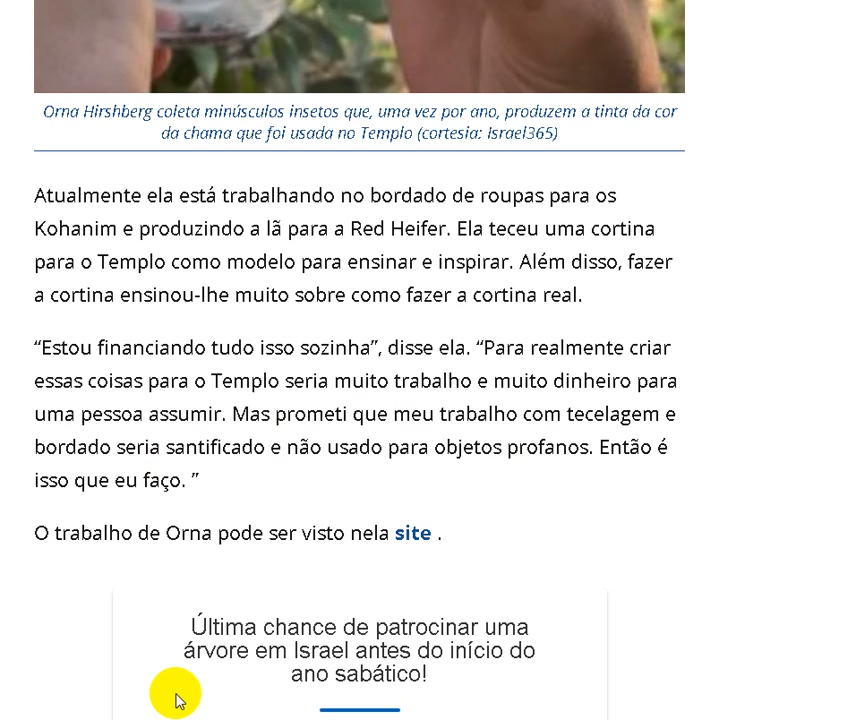 Orna Hirshberg coleta minúsculos insetos que, uma vez por ano, produzem a tinta da cor
da chama que foi usada no Templo (cortesia: Israel365)
Atualmente ela está trabalhando no bordado de roupas para os
Kohanim e produzindo a lã para a Red Heifer. Ela teceu uma cortina
para o Templo como modelo para ensinar e inspirar. Além disso, fazer
a cortina ensinou-lhe muito sobre como fazer a cortina real.
“Estou financiando tudo isso sozinha”, disse ela. “Para realmente criar
essas coisas para o Templo seria muito trabalho e muito dinheiro para
uma pessoa assumir. Mas prometi que meu trabalho com tecelagem e
bordado seria santificado e não usado para objetos profanos. Então é
isso que eu faço. ”
O trabalho de Orna pode ser visto nela site .
Última chance de patrocinar uma
árvore em Israel antes do início do
ano sabático!